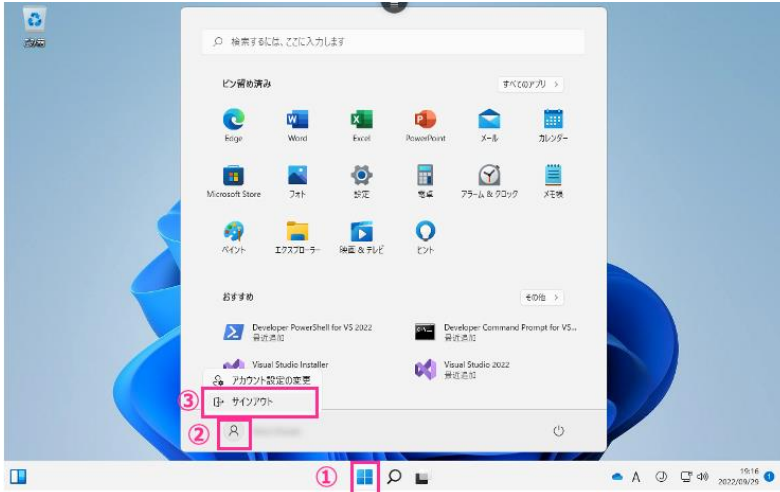 ごみ箱
検索するには、ここに入力します
ピン留め済み
すべてのアプリ >
Edge
Word
Excel
PowerPoint
メール
カレンダー
Microsoft Store
フォト
設定
電卓
アラーム & クロック
メモ帳
ペイント
エクスプローラー
映画 & テレビ
ヒント
おすすめ
その他 >
Developer PowerShell for VS 2022
最近追加
Developer Command Prompt for VS...
最近追加
Visual Studio Installer
Visual Studio 2022
最近追加
アカウント設定の変更
③ サインアウト
②
①
A
19:16
2022/09/29
1